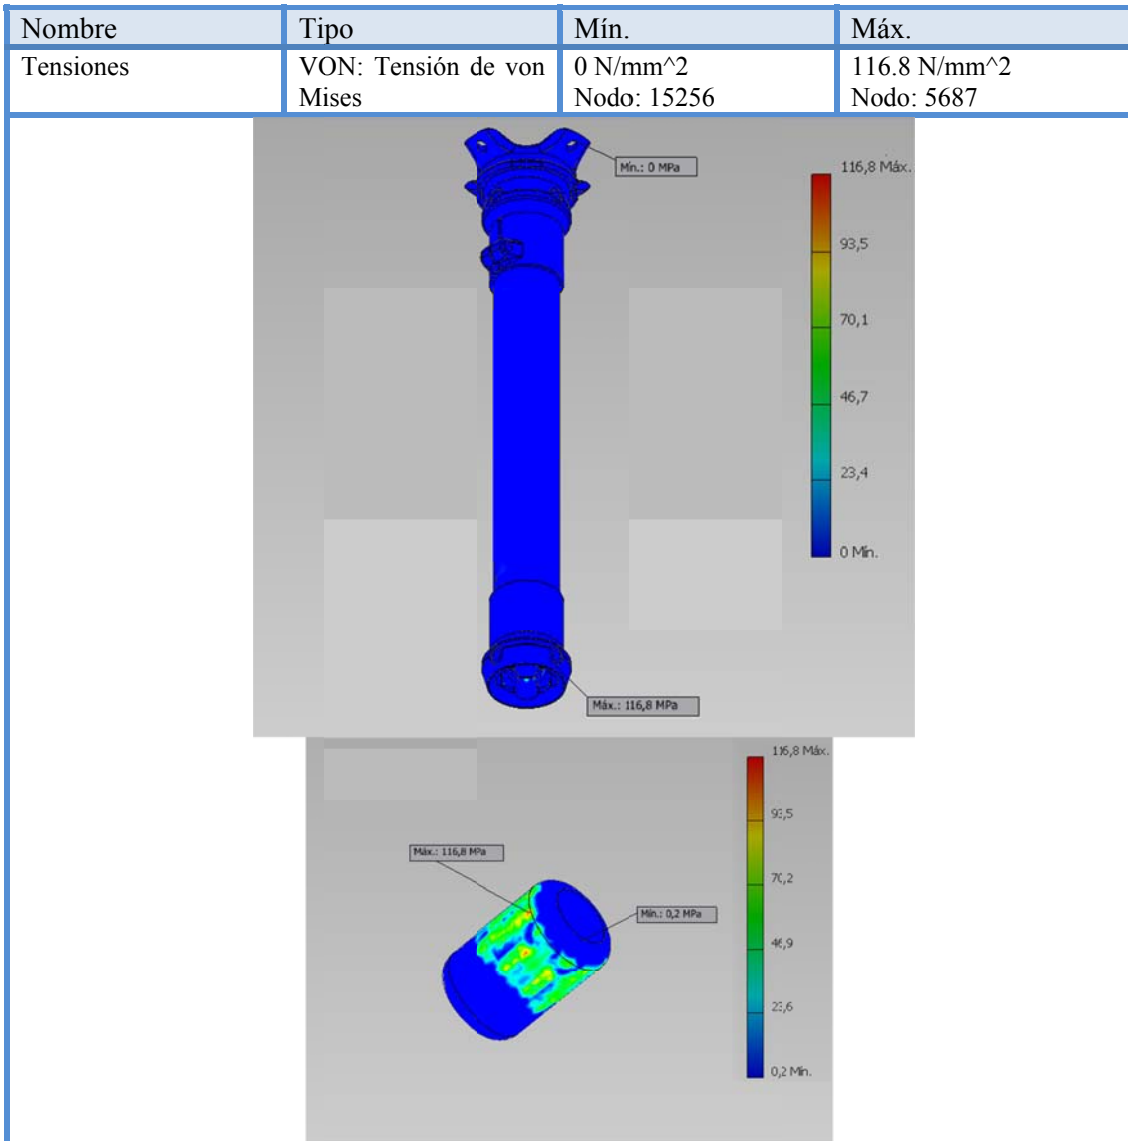 Nombre Tipo Mín. Máx.
Tensiones VON: Tensión de von 0 N/mm^2 116.8 N/mm^2
Mises Nodo: 15256 Nodo: 5687
Mín.: 0 MPa
116,8 Máx.
93,5
70,1
46,7
23,4
0 Mín.
Máx.: 116,8 MPa
116,8 Máx.
93,5
70,2
46,9
23,6
0,2 Mín.
Máx.: 116,8 MPa
Mín.: 0,2 MPa